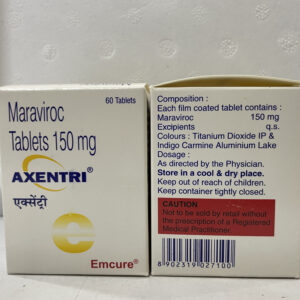 60 Tablets
Maraviroc
Tablets 150 mg
AXENTRI®
एक्सेंट्री
Emcure®
Composition :
Each film coated tablet contains :
Maraviroc 150 mg
Excipients q.s.
Colours : Titanium Dioxide IP &
Indigo Carmine Aluminium Lake
Dosage :
As directed by the Physician.
Store in a cool & dry place.
Keep out of reach of children.
Keep container tightly closed.
CAUTION
Not to be sold by retail without
the prescription of a Registered
Medical Practitioner
8 902319 027100